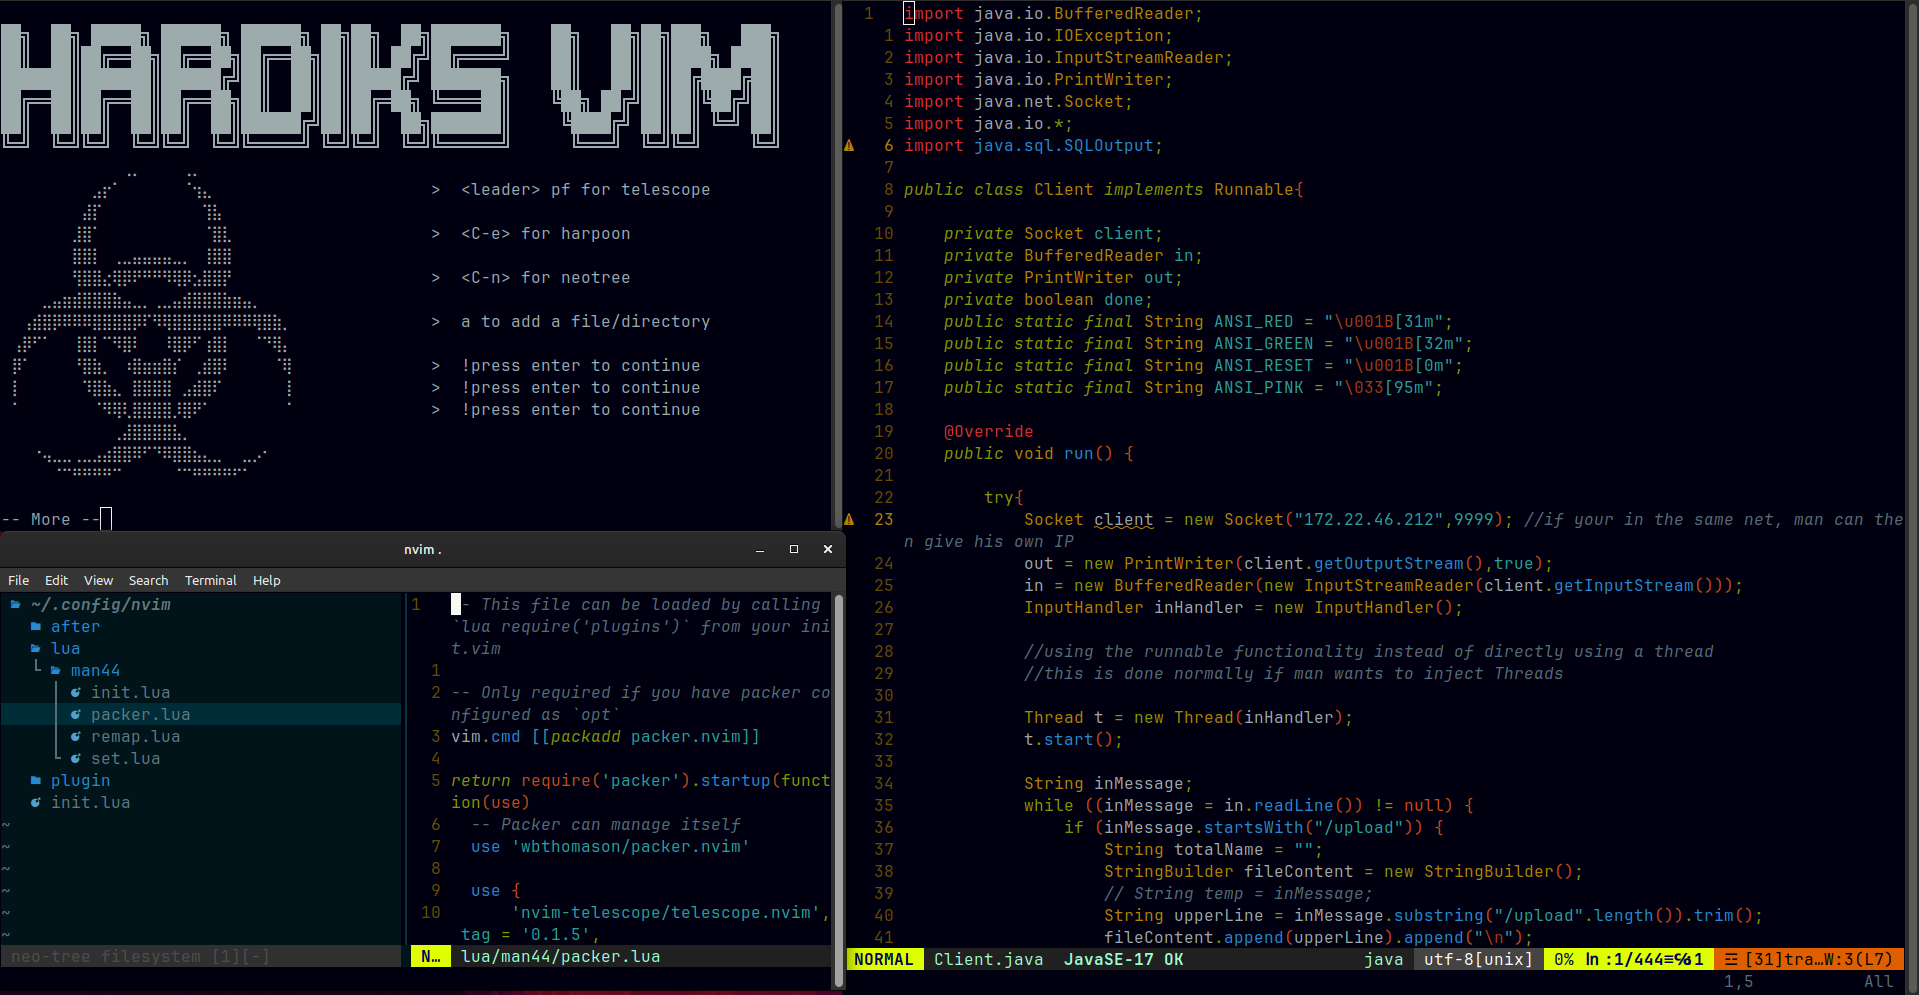 HARDIKS VIM
> <leader> pf for telescope
> <C-e> for harpoon
> <C-n> for neotree
> a to add a file/directory
> !press enter to continue
> !press enter to continue
> !press enter to continue
-- More --
nvim .
File Edit View Search Terminal Help
~/.config/nvim
after
lua
man44
init.lua
packer.lua
remap.lua
set.lua
plugin
init.lua
~
~
~
~
~
~
neo-tree filesystem [1][-]
1 - This file can be loaded by calling
`lua require('plugins')` from your ini
t.vim
1
2 -- Only required if you have packer co
nfigured as `opt`
3 vim.cmd [[packadd packer.nvim]]
4
5 return require('packer').startup(funct
ion(use)
6 -- Packer can manage itself
7 use 'wbthomason/packer.nvim'
8
9 use {
10 'nvim-telescope/telescope.nvim',
tag = '0.1.5',
N… lua/man44/packer.lua
1 import java.io.BufferedReader;
1 import java.io.IOException;
2 import java.io.InputStreamReader;
3 import java.io.PrintWriter;
4 import java.net.Socket;
5 import java.io.*;
6 import java.sql.SQLOutput;
7
8 public class Client implements Runnable{
9
10 private Socket client;
11 private BufferedReader in;
12 private PrintWriter out;
13 private boolean done;
14 public static final String ANSI_RED = "\u001B[31m";
15 public static final String ANSI_GREEN = "\u001B[32m";
16 public static final String ANSI_RESET = "\u001B[0m";
17 public static final String ANSI_PINK = "\033[95m";
18
19 @Override
20 public void run() {
21
22 try{
23 Socket client = new Socket("172.22.46.212",9999); //if your in the same net, man can the
n give his own IP
24 out = new PrintWriter(client.getOutputStream(),true);
25 in = new BufferedReader(new InputStreamReader(client.getInputStream()));
26 InputHandler inHandler = new InputHandler();
27
28 //using the runnable functionality instead of directly using a thread
29 //this is done normally if man wants to inject Threads
30
31 Thread t = new Thread(inHandler);
32 t.start();
33
34 String inMessage;
35 while ((inMessage = in.readLine()) != null) {
36 if (inMessage.startsWith("/upload")) {
37 String totalName = "";
38 StringBuilder fileContent = new StringBuilder();
39 // String temp = inMessage;
40 String upperLine = inMessage.substring("/upload".length()).trim();
41 fileContent.append(upperLine).append("\n");
NORMAL Client.java JavaSE-17 OK java utf-8[unix] 0% ㏑:1/444≡℅1 ☲ [31]tra…W:3(L7)
1,5 All